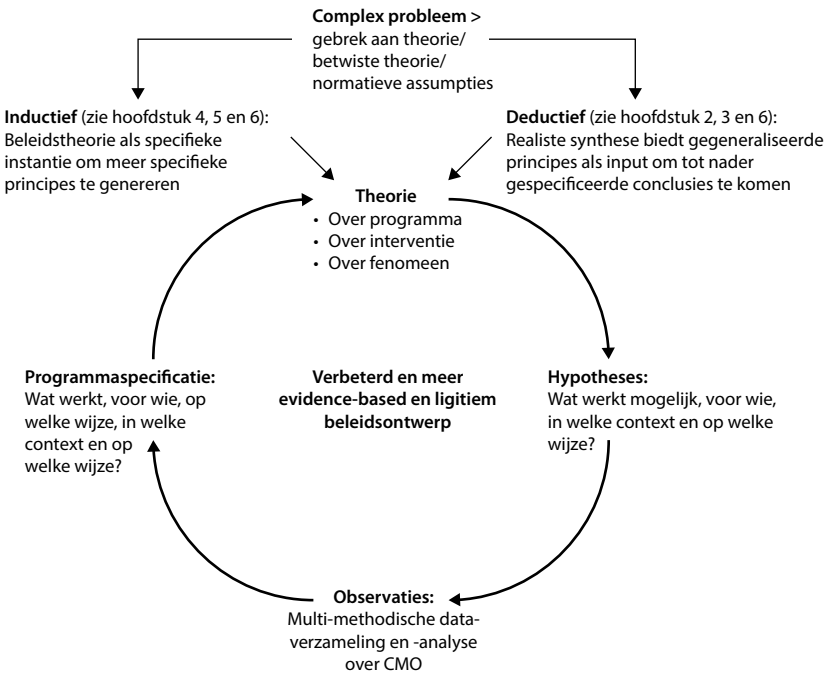 Complex probleem >
gebrek aan theorie/
betwiste theorie/
normatieve assumpties
Inductief (zie hoofdstuk 4, 5 en 6):
Beleidstheorie als specifieke
instantie om meer specifieke
principes te genereren
Deductief (zie hoofdstuk 2, 3 en 6):
Realiste synthese biedt gegeneraliseerde
principes als input om tot nader
gespecificeerde conclusies te komen
Theorie
• Over programma
• Over interventie
• Over fenomeen
Programmaspecificatie:
Wat werkt, voor wie, op
welke wijze, in welke
context en op
welke wijze?
Verbeterd en meer
evidence-based en ligitiem
beleidsontwerp
Hypotheses:
Wat werkt mogelijk, voor wie,
in welke context en op welke
wijze?
Observaties:
Multi-methodische data-
verzameling en -analyse
over CMO